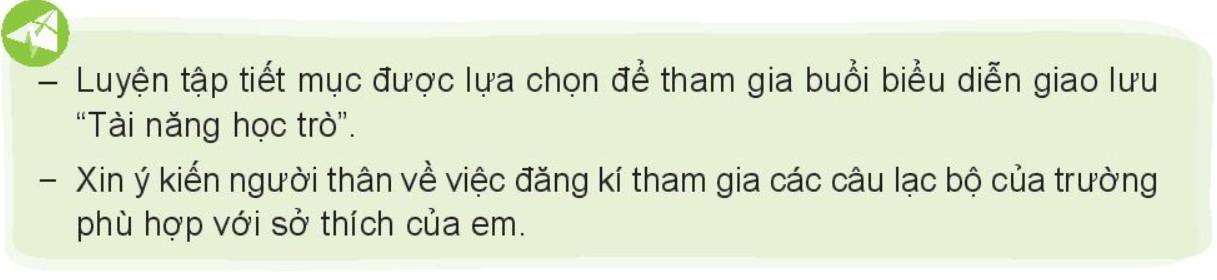 – Luyện tập tiết mục được lựa chọn để tham gia buổi biểu diễn giao lưu
“Tài năng học trò”.
– Xin ý kiến người thân về việc đăng kí tham gia các câu lạc bộ của trường
phù hợp với sở thích của em.